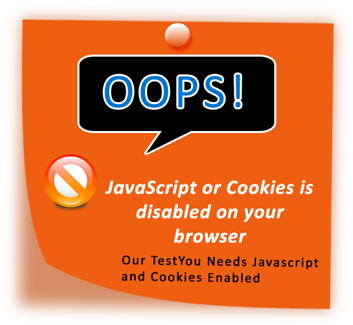 OOPS!
JavaScript or Cookies is
disabled on your
browser
Our TestYou Needs Javascript
and Cookies Enabled